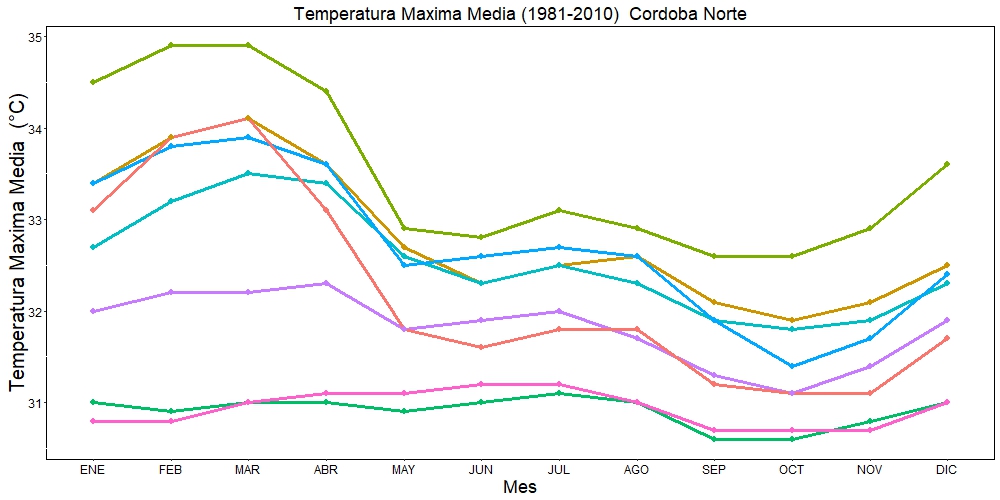 Temperatura Maxima Media (1981-2010)  Cordoba Norte
Temperatura Maxima Media  (°C)
35
34
33
32
31
ENE FEB MAR ABR MAY JUN JUL AGO SEP OCT NOV DIC
Mes